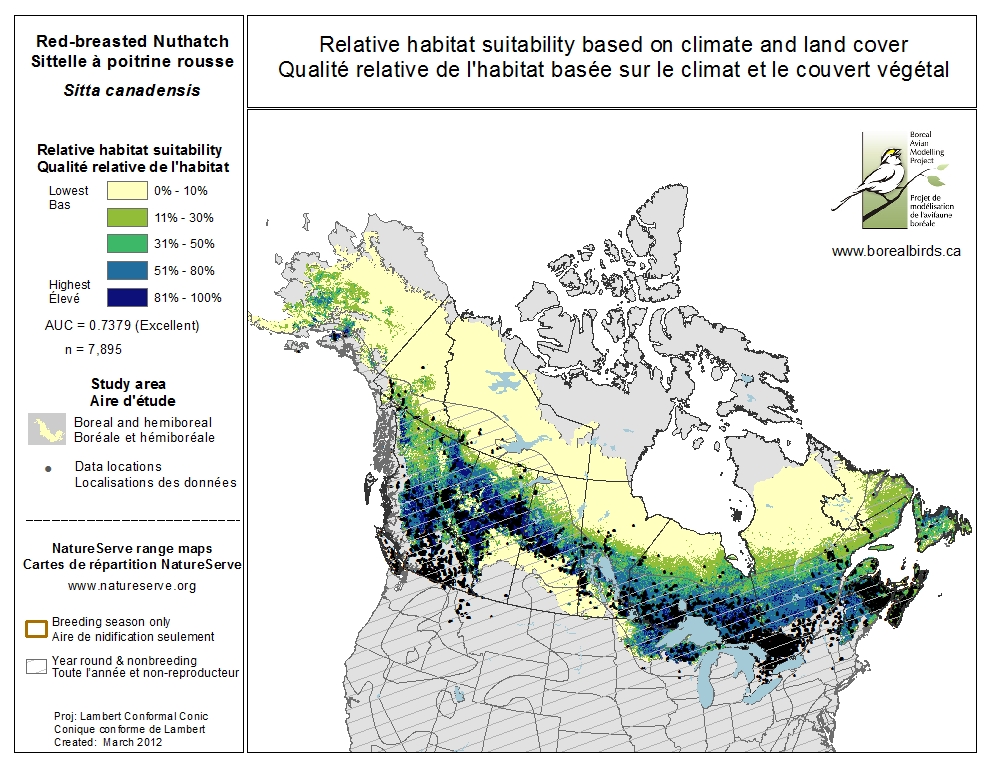 Red-breasted Nuthatch
Sittelle à poitrine rousse
Sitta canadensis
Relative habitat suitability
Qualité relative de l'habitat
Lowest
Bas
0% - 10%
11% - 30%
31% - 50%
51% - 80%
Highest
Élevé
81% - 100%
AUC = 0.7379 (Excellent)
n = 7,895
Study area
Aire d'étude
Boreal and hemiboreal
Boréale et hémiboréale
Data locations
Localisations des données
NatureServe range maps
Cartes de répartition NatureServe
www.natureserve.org
Breeding season only
Aire de nidification seulement
Year round & nonbreeding
Toute l'année et non-reproducteur
Proj: Lambert Conformal Conic
Conique conforme de Lambert
Created: March 2012
Relative habitat suitability based on climate and land cover
Qualité relative de l'habitat basée sur le climat et le couvert végétal
Boreal
Avian
Modelling
Project
Projet de
modélisation
de l'avifaune
boréale
www.borealbirds.ca